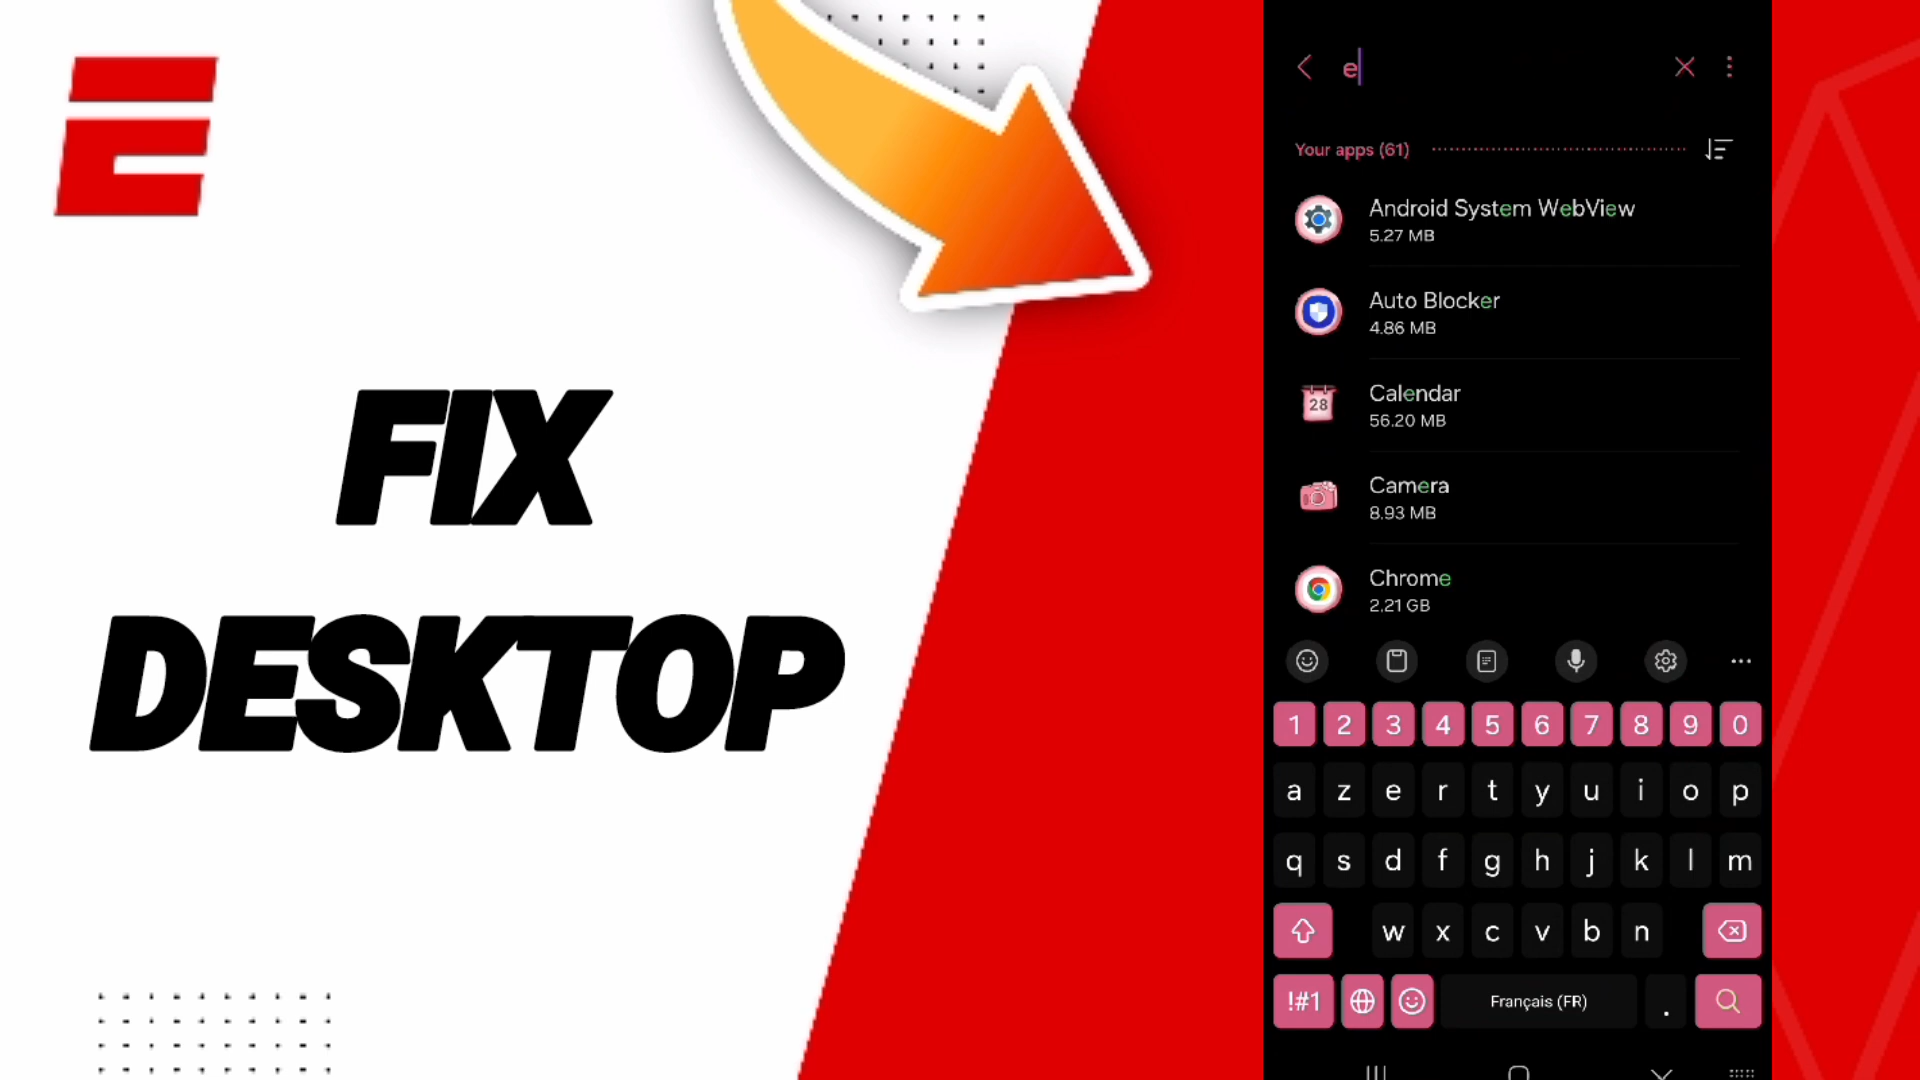 E
FIX
DESKTOP
e
Your apps (61)
Android System WebView
5.27 MB
Auto Blocker
4.86 MB
28
Calendar
56.20 MB
Camera
8.93 MB
Chrome
2.21 GB
1 2 3 4 5 6 7 8 9 0
a z e r t y u i o p
q s d f g h j k l m
w x c v b n
!#1 Français (FR) .